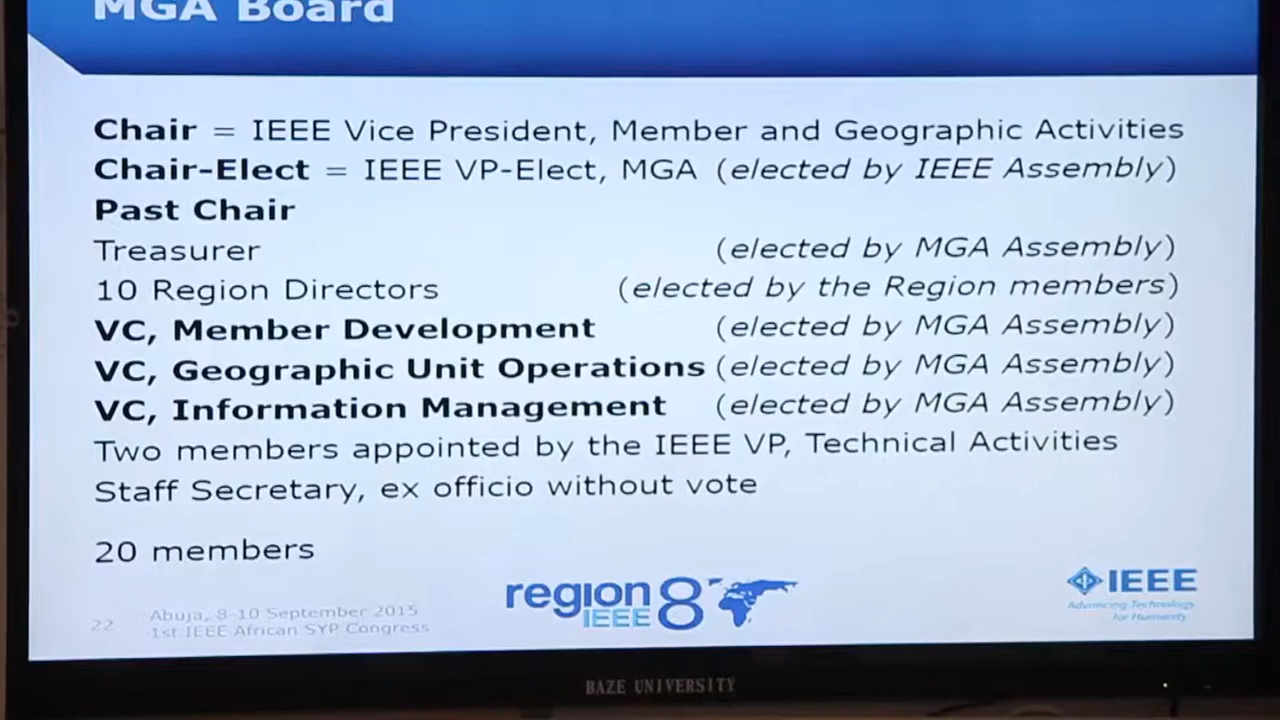 MGA Board
Chair = IEEE Vice President, Member and Geographic Activities
Chair-Elect = IEEE VP-Elect, MGA (elected by IEEE Assembly)
Past Chair
Treasurer (elected by MGA Assembly)
10 Region Directors (elected by the Region members)
VC, Member Development (elected by MGA Assembly)
VC, Geographic Unit Operations (elected by MGA Assembly)
VC, Information Management (elected by MGA Assembly)
Two members appointed by the IEEE VP, Technical Activities
Staff Secretary, ex officio without vote
20 members
22
Abuja, 8-10 September 2015
1st IEEE African SYP Congress
region 8
IEEE
IEEE
Advancing Technology
for Humanity
BAZE UNIVERSITY